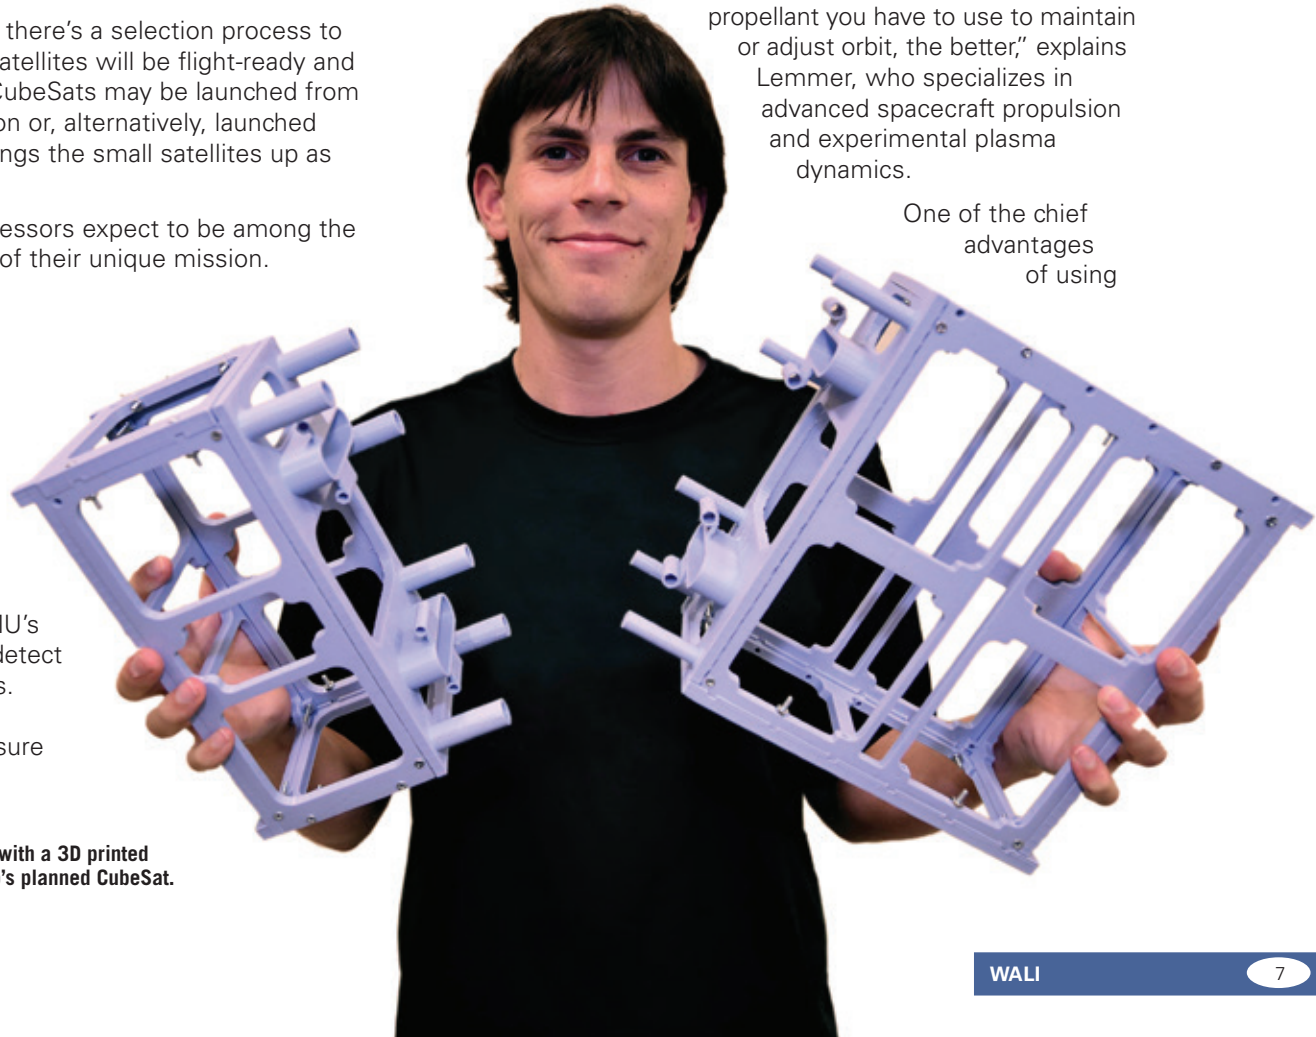 there’s a selection process to
atellites will be flight-ready and
CubeSats may be launched from
on or, alternatively, launched
ngs the small satellites up as
essors expect to be among the
of their unique mission.
IU’s
detect
s.
sure
with a 3D printed
’s planned CubeSat.
propellant you have to use to maintain
or adjust orbit, the better,” explains
Lemmer, who specializes in
advanced spacecraft propulsion
and experimental plasma
dynamics.
One of the chief
advantages
of using
WALI
7